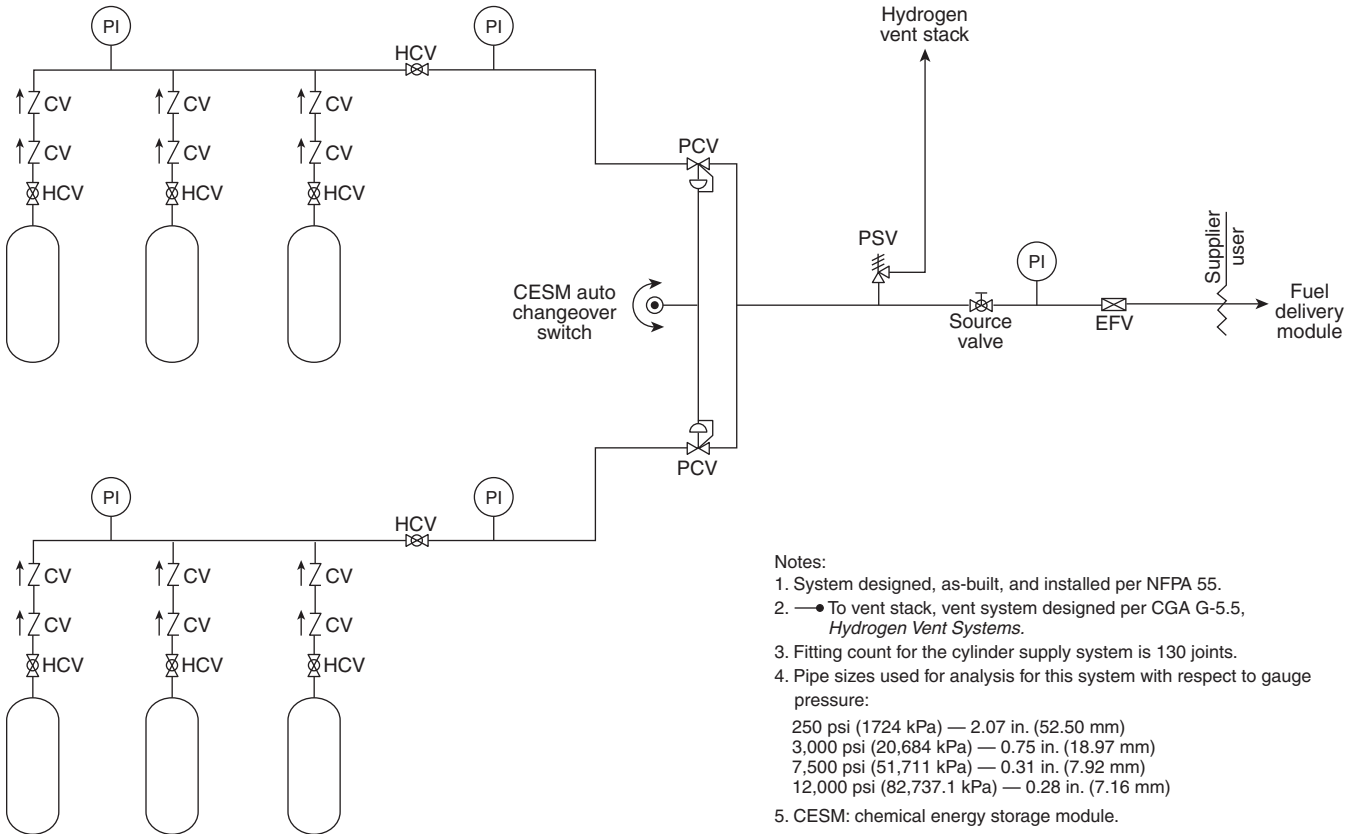 Hydrogen
vent stack
PI
PI
HCV
CV
CV
CV
CV
CV
CV
HCV
HCV
HCV
PCV
PSV
PI
Supplier
user
CESM auto
changeover
switch
Source
valve
EFV
Fuel
delivery
module
PCV
PI
PI
HCV
CV
CV
CV
CV
CV
CV
HCV
HCV
HCV
Notes:
1. System designed, as-built, and installed per NFPA 55.
2. To vent stack, vent system designed per CGA G-5.5,
Hydrogen Vent Systems.
3. Fitting count for the cylinder supply system is 130 joints.
4. Pipe sizes used for analysis for this system with respect to gauge
pressure:
250 psi (1724 kPa) — 2.07 in. (52.50 mm)
3,000 psi (20,684 kPa) — 0.75 in. (18.97 mm)
7,500 psi (51,711 kPa) — 0.31 in. (7.92 mm)
12,000 psi (82,737.1 kPa) — 0.28 in. (7.16 mm)
5. CESM: chemical energy storage module.